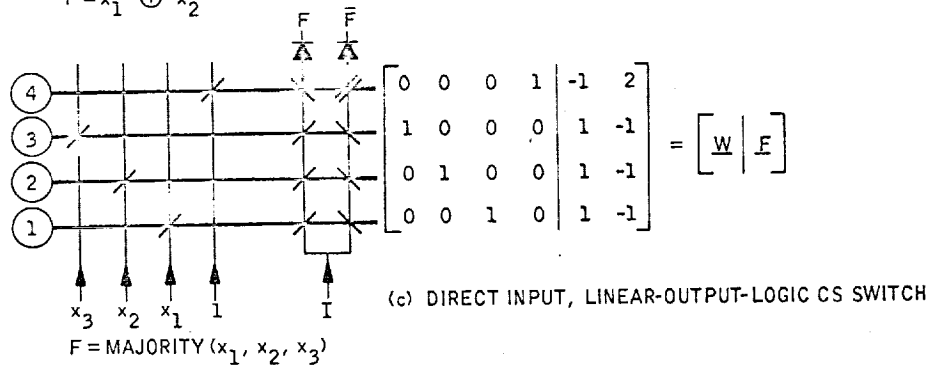 F = x1 ⊕ x2
F F̅
4 0 0 0 1 -1 2
3 1 0 0 0 1 -1
= [ W | F ]
2 0 1 0 0 1 -1
1 0 0 1 0 1 -1
x3 x2 x1 1 I
(c) DIRECT INPUT, LINEAR-OUTPUT-LOGIC CS SWITCH
F = MAJORITY (x1, x2, x3)